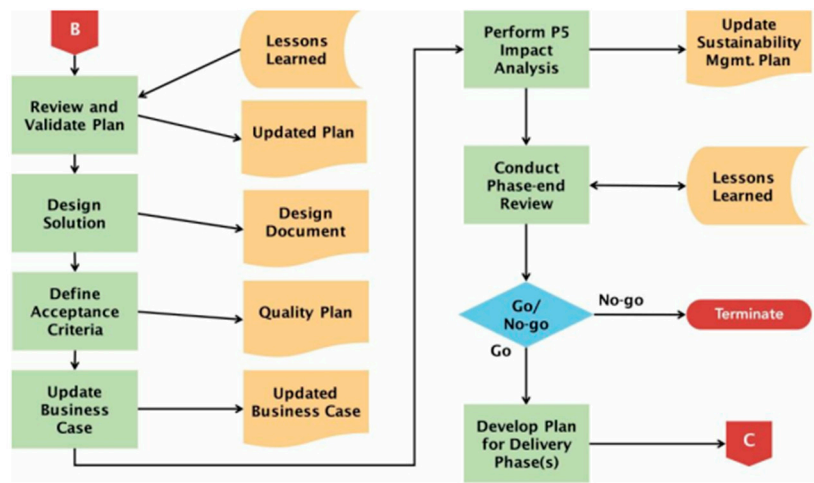 B
Lessons
Learned
Review and
Validate Plan
Updated Plan
Design
Solution
Design
Document
Define
Acceptance
Criteria
Quality Plan
Update
Business
Case
Updated
Business Case
Perform P5
Impact
Analysis
Update
Sustainability
Mgmt. Plan
Conduct
Phase-end
Review
Lessons
Learned
Go/
No-go
No-go
Terminate
Go
Develop Plan
for Delivery
Phase(s)
C